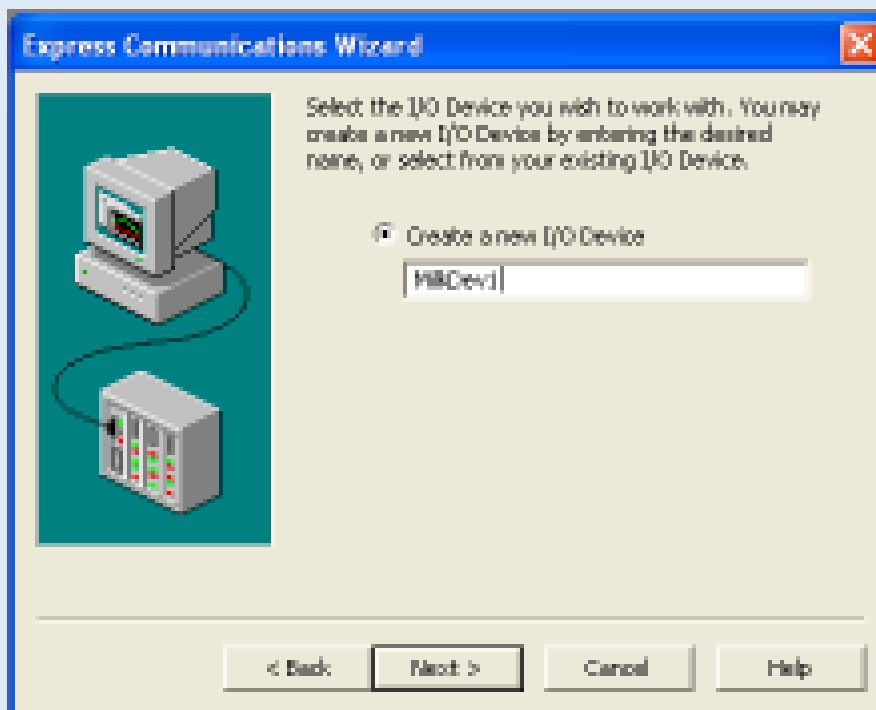 Express Communications Wizard
Select the I/O Device you wish to work with. You may
create a new I/O Device by entering the desired
name, or select from your existing I/O Device.
Create a new I/O Device
MilkDev1
< Back
Next >
Cancel
Help